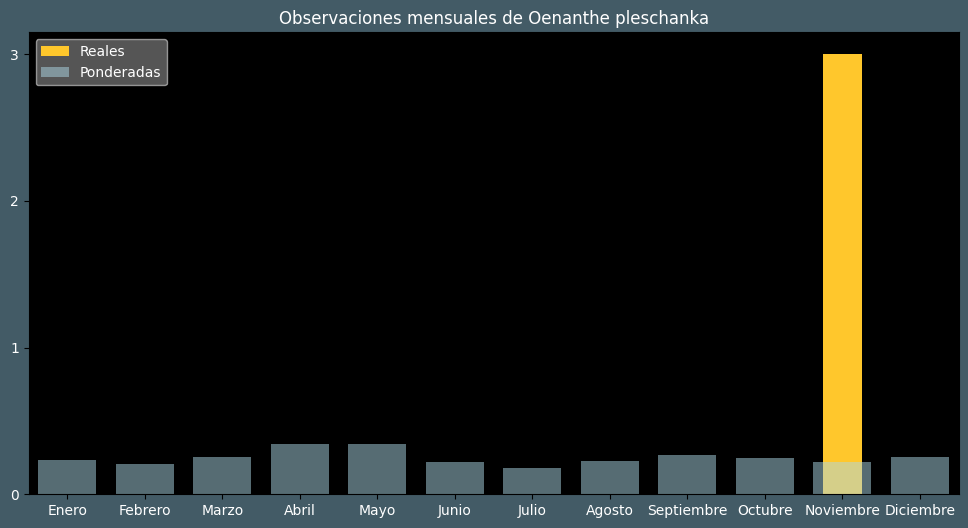 Observaciones mensuales de Oenanthe pleschanka
Reales
Ponderadas
3
2
1
0
Enero Febrero Marzo Abril Mayo Junio Julio Agosto Septiembre Octubre Noviembre Diciembre